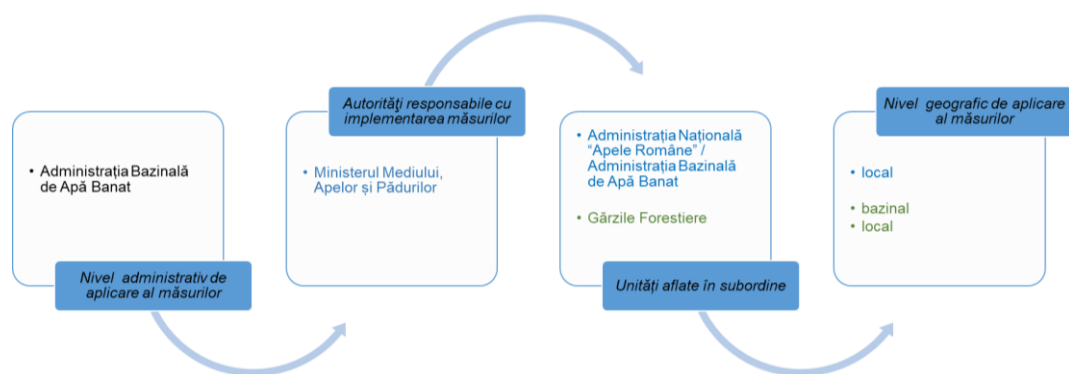 • Administrația Bazinală
de Apă Banat
Nivel administrativ de
aplicare al măsurilor
Autorităţi responsabile cu
implementarea măsurilor
• Ministerul Mediului,
Apelor și Pădurilor
• Administrația Națională
“Apele Române” /
Administrația Bazinală
de Apă Banat
• Gărzile Forestiere
Unități aflate în subordine
Nivel geografic de aplicare
al măsurilor
• local
• bazinal
• local